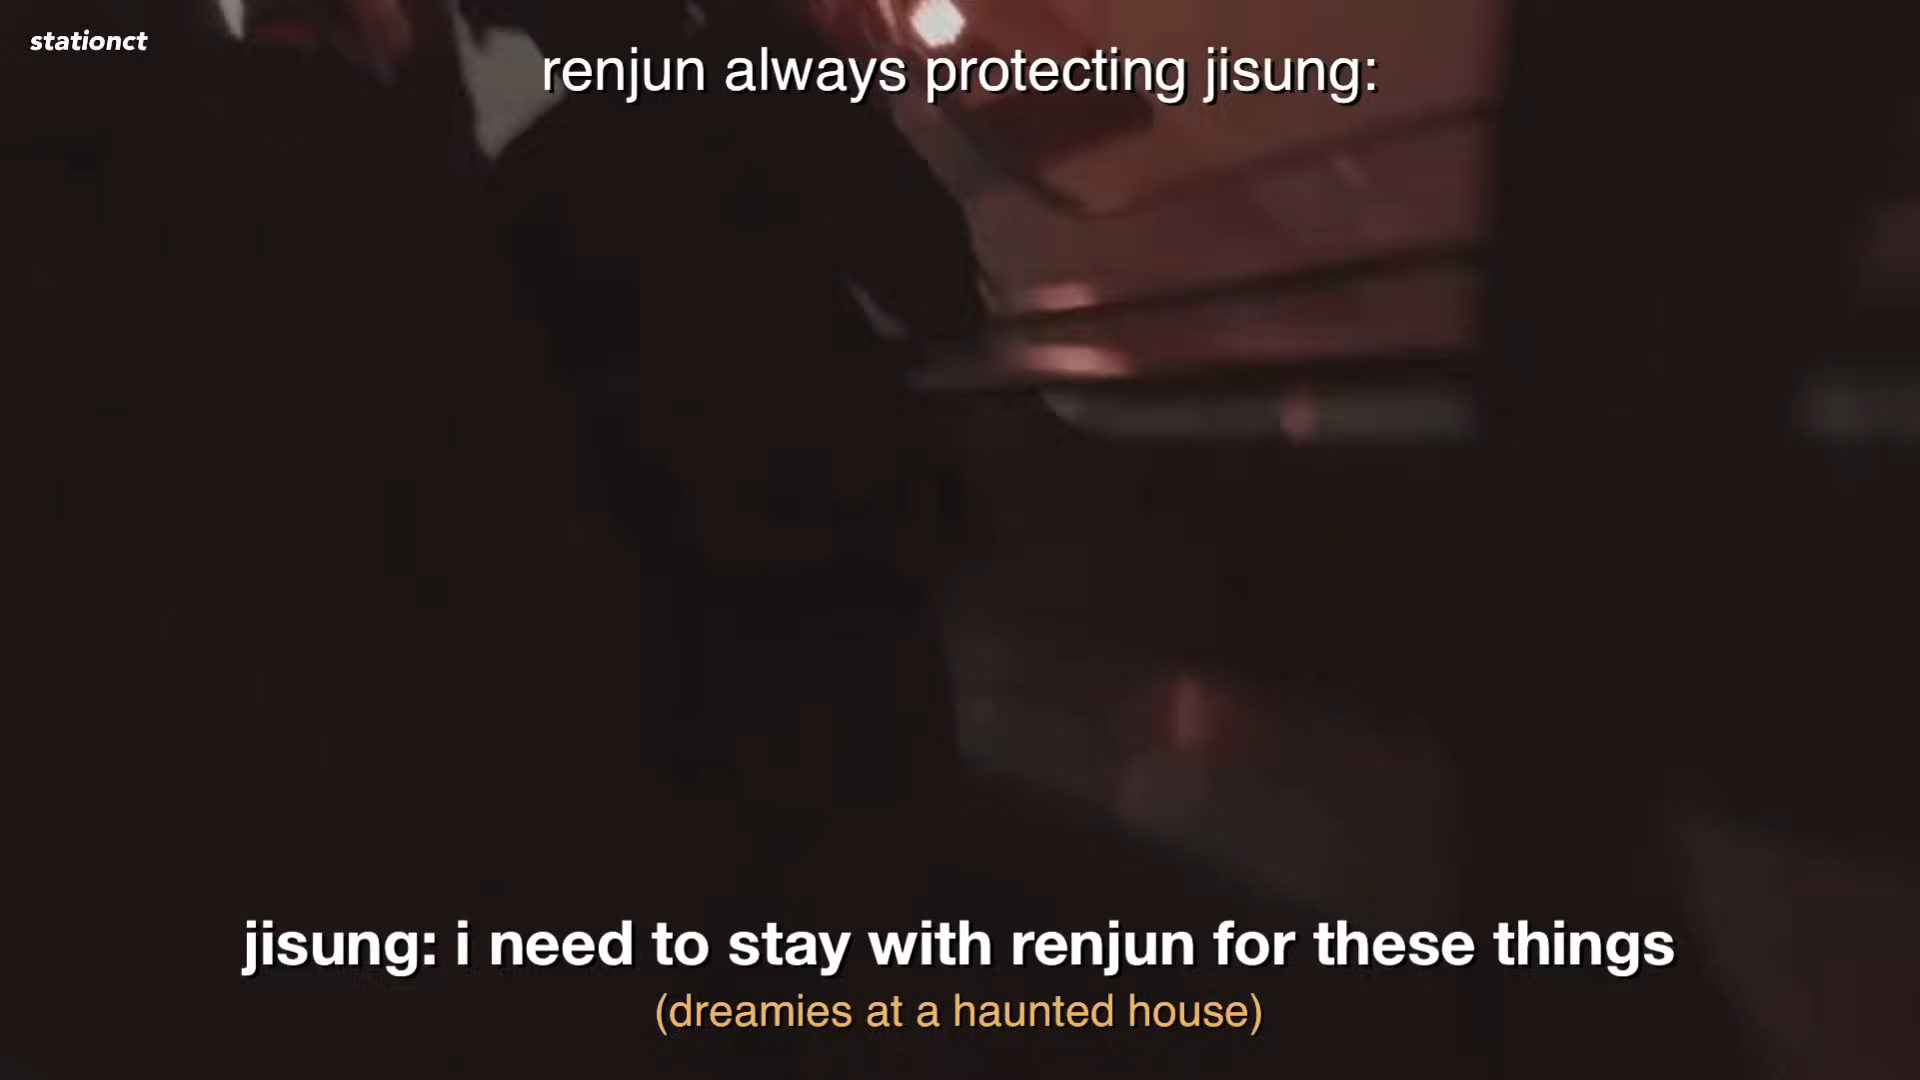 stationct
renjun always protecting jisung:
jisung: i need to stay with renjun for these things
(dreamies at a haunted house)